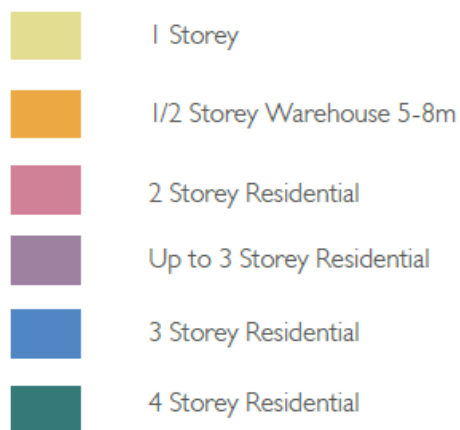 1 Storey
1/2 Storey Warehouse 5-8m
2 Storey Residential
Up to 3 Storey Residential
3 Storey Residential
4 Storey Residential